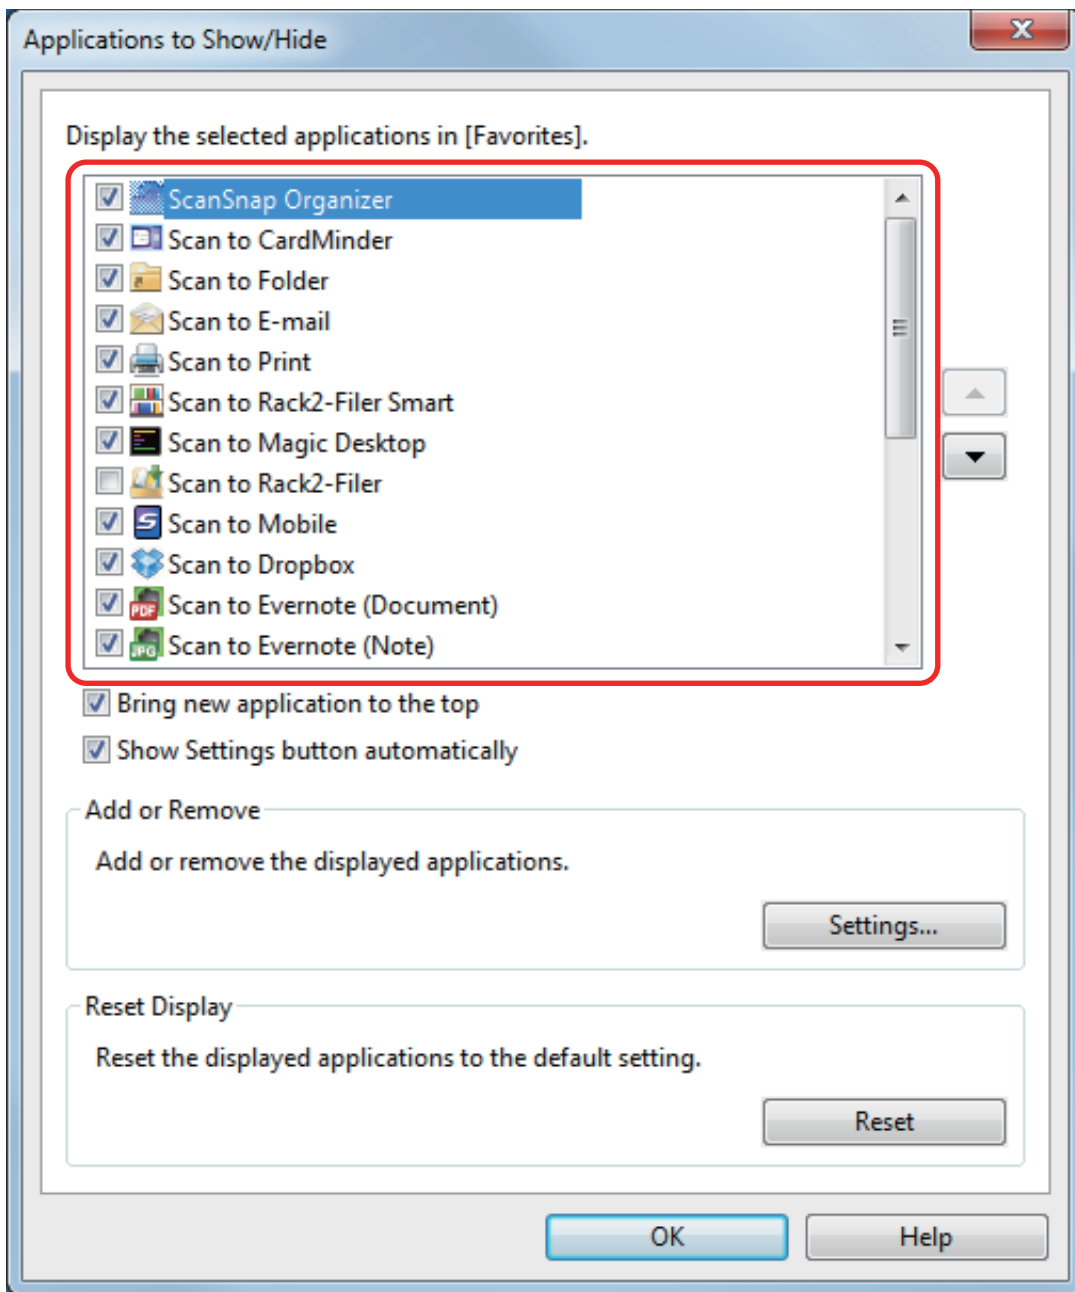 Applications to Show/Hide
x
Display the selected applications in [Favorites].
ScanSnap Organizer
Scan to CardMinder
Scan to Folder
Scan to E-mail
Scan to Print
Scan to Rack2-Filer Smart
Scan to Magic Desktop
Scan to Rack2-Filer
S Scan to Mobile
Scan to Dropbox
PDF Scan to Evernote (Document)
JPG Scan to Evernote (Note)
Bring new application to the top
Show Settings button automatically
Add or Remove
Add or remove the displayed applications.
Settings...
Reset Display
Reset the displayed applications to the default setting.
Reset
OK Help